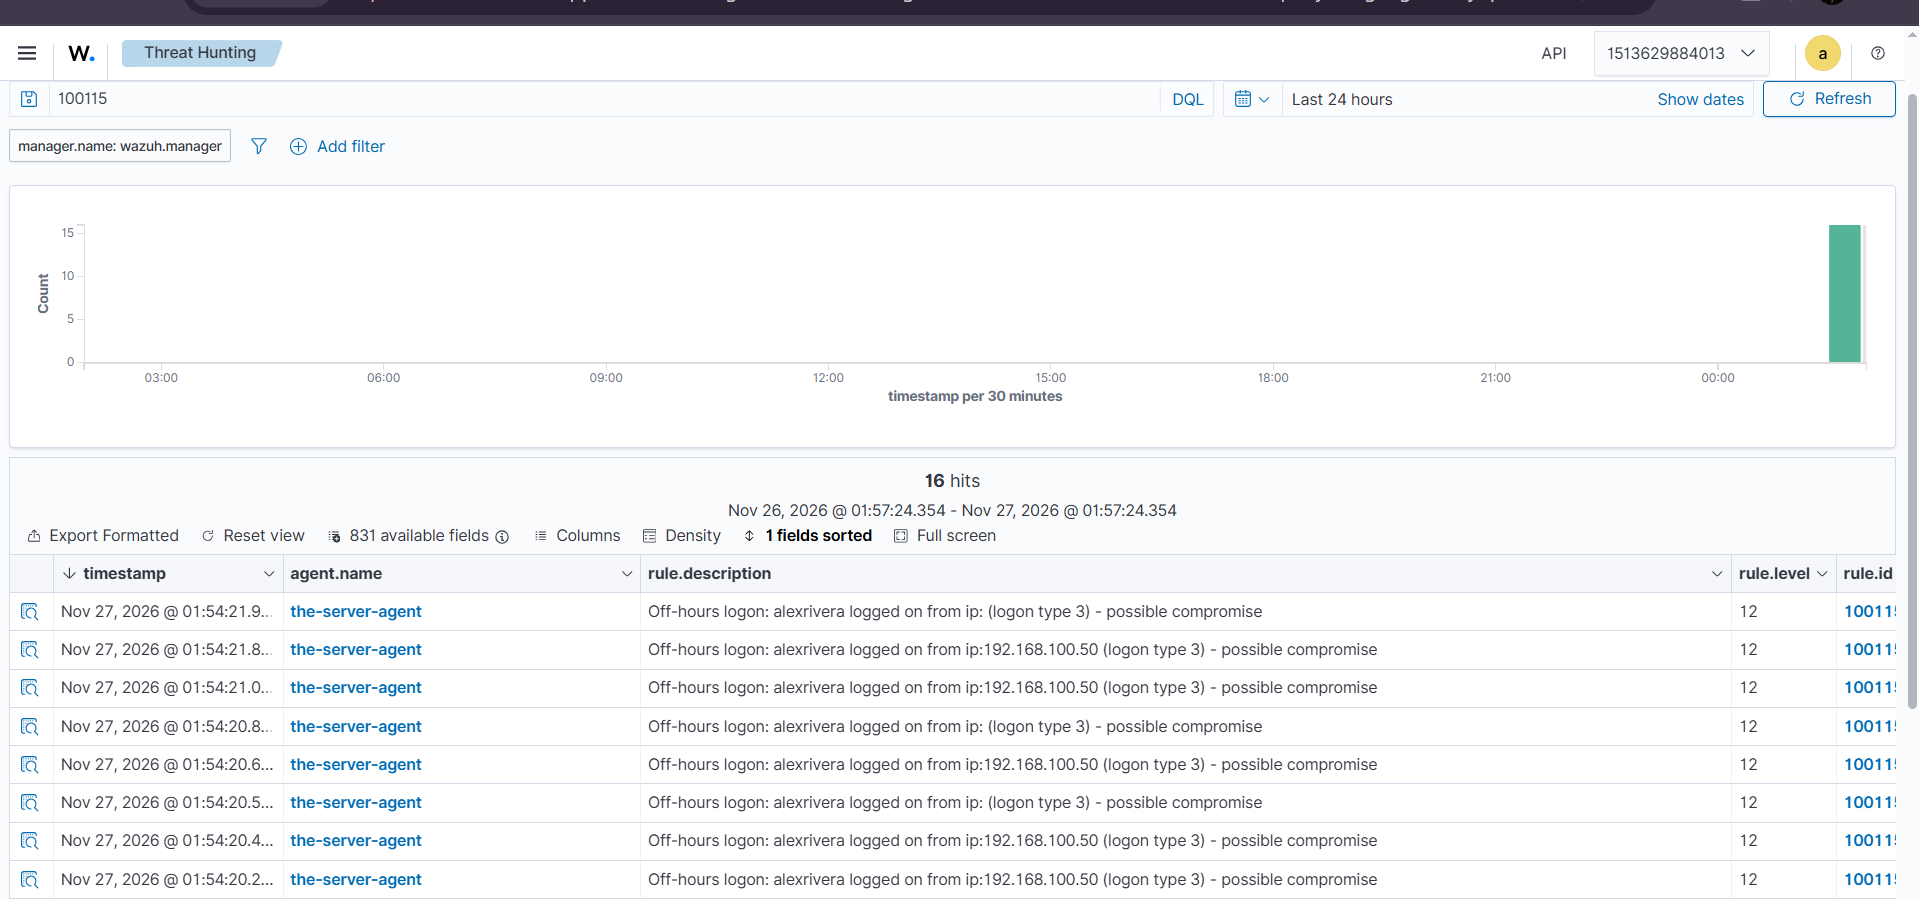 W. Threat Hunting API 1513629884013 a
100115 DQL Last 24 hours Show dates Refresh
manager.name: wazuh.manager Add filter
15
10
5
0
Count
03:00 06:00 09:00 12:00 15:00 18:00 21:00 00:00
timestamp per 30 minutes
16 hits
Nov 26, 2026 @ 01:57:24.354 - Nov 27, 2026 @ 01:57:24.354
Export Formatted Reset view 831 available fields Columns Density 1 fields sorted Full screen
timestamp agent.name rule.description rule.level rule.id
Nov 27, 2026 @ 01:54:21.9... the-server-agent Off-hours logon: alexrivera logged on from ip: (logon type 3) - possible compromise 12 100115
Nov 27, 2026 @ 01:54:21.8... the-server-agent Off-hours logon: alexrivera logged on from ip:192.168.100.50 (logon type 3) - possible compromise 12 100115
Nov 27, 2026 @ 01:54:21.0... the-server-agent Off-hours logon: alexrivera logged on from ip:192.168.100.50 (logon type 3) - possible compromise 12 100115
Nov 27, 2026 @ 01:54:20.8... the-server-agent Off-hours logon: alexrivera logged on from ip: (logon type 3) - possible compromise 12 100115
Nov 27, 2026 @ 01:54:20.6... the-server-agent Off-hours logon: alexrivera logged on from ip:192.168.100.50 (logon type 3) - possible compromise 12 100115
Nov 27, 2026 @ 01:54:20.5... the-server-agent Off-hours logon: alexrivera logged on from ip: (logon type 3) - possible compromise 12 100115
Nov 27, 2026 @ 01:54:20.4... the-server-agent Off-hours logon: alexrivera logged on from ip:192.168.100.50 (logon type 3) - possible compromise 12 100115
Nov 27, 2026 @ 01:54:20.2... the-server-agent Off-hours logon: alexrivera logged on from ip:192.168.100.50 (logon type 3) - possible compromise 12 100115